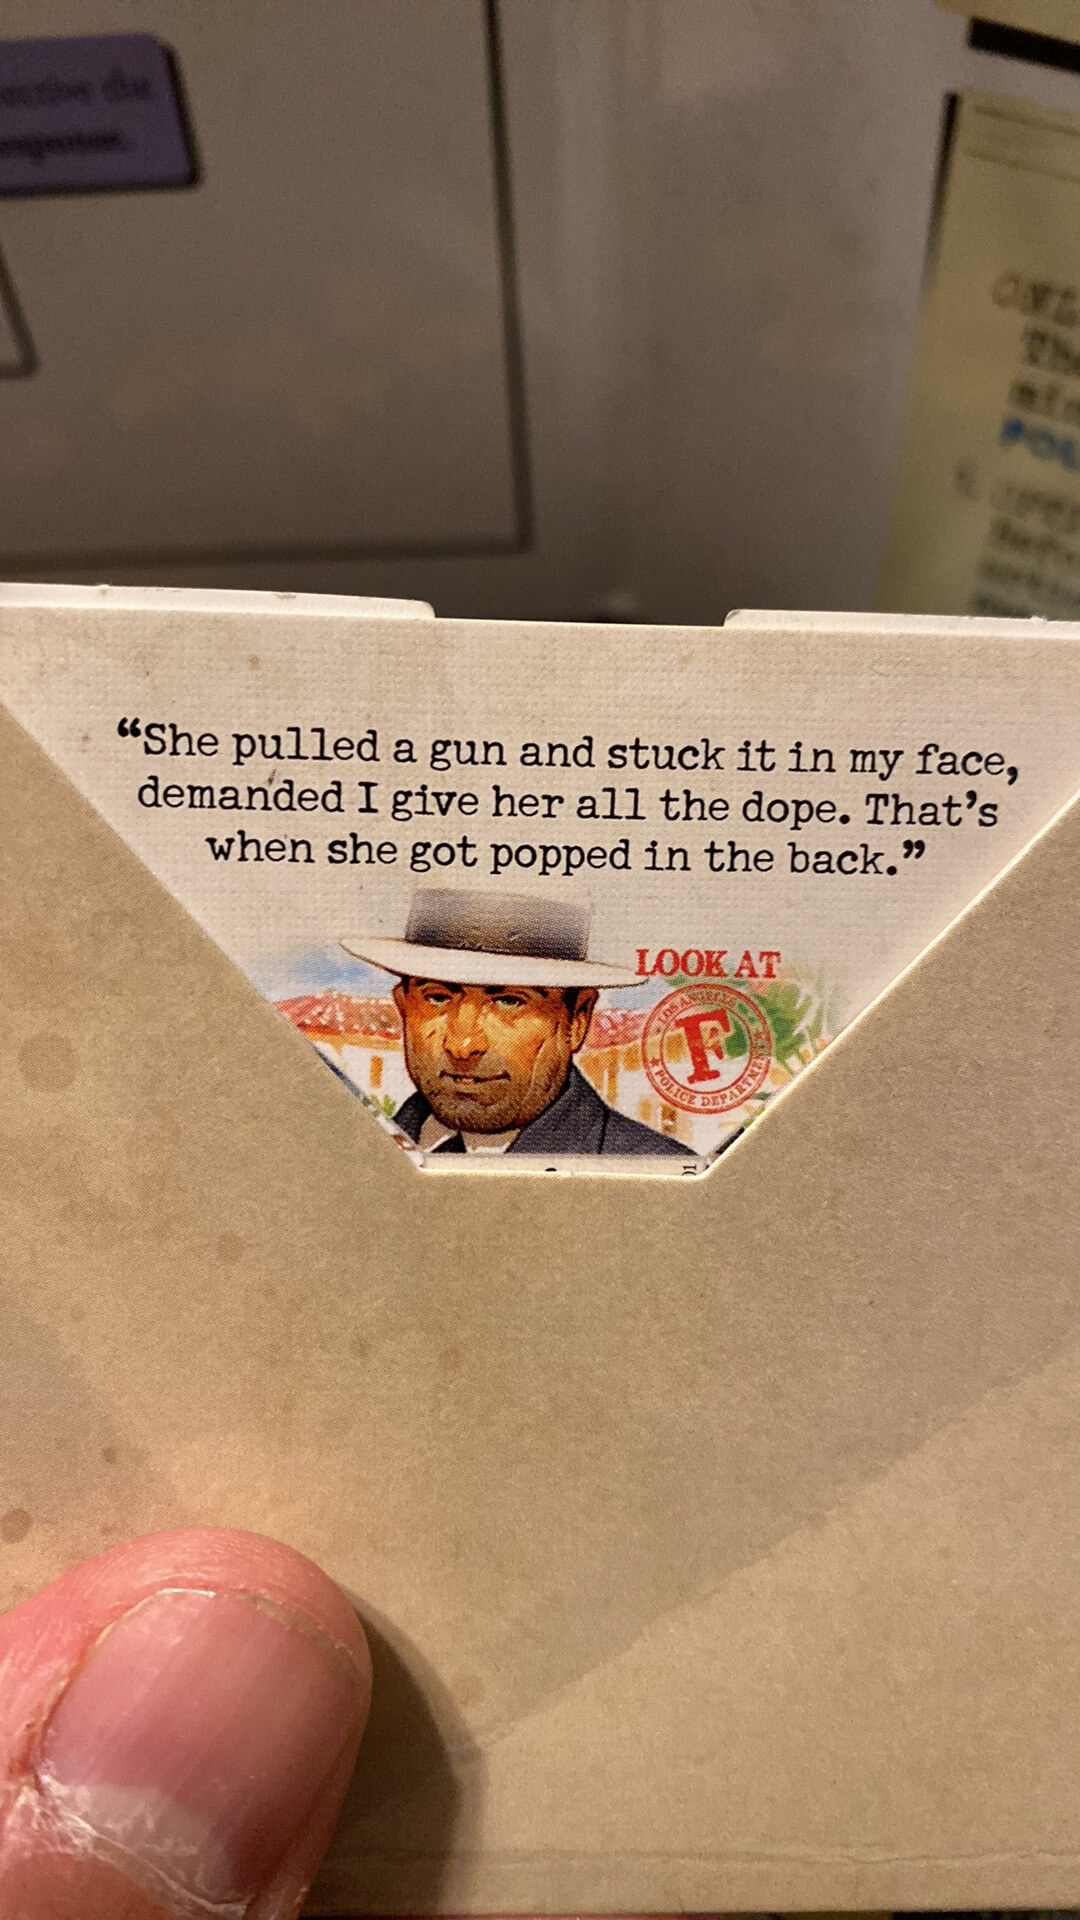 “She pulled a gun and stuck it in my face,
demanded I give her all the dope. That’s
when she got popped in the back.”
LOOK AT
LOS ANGELES
F
POLICE DEPARTMENT
01